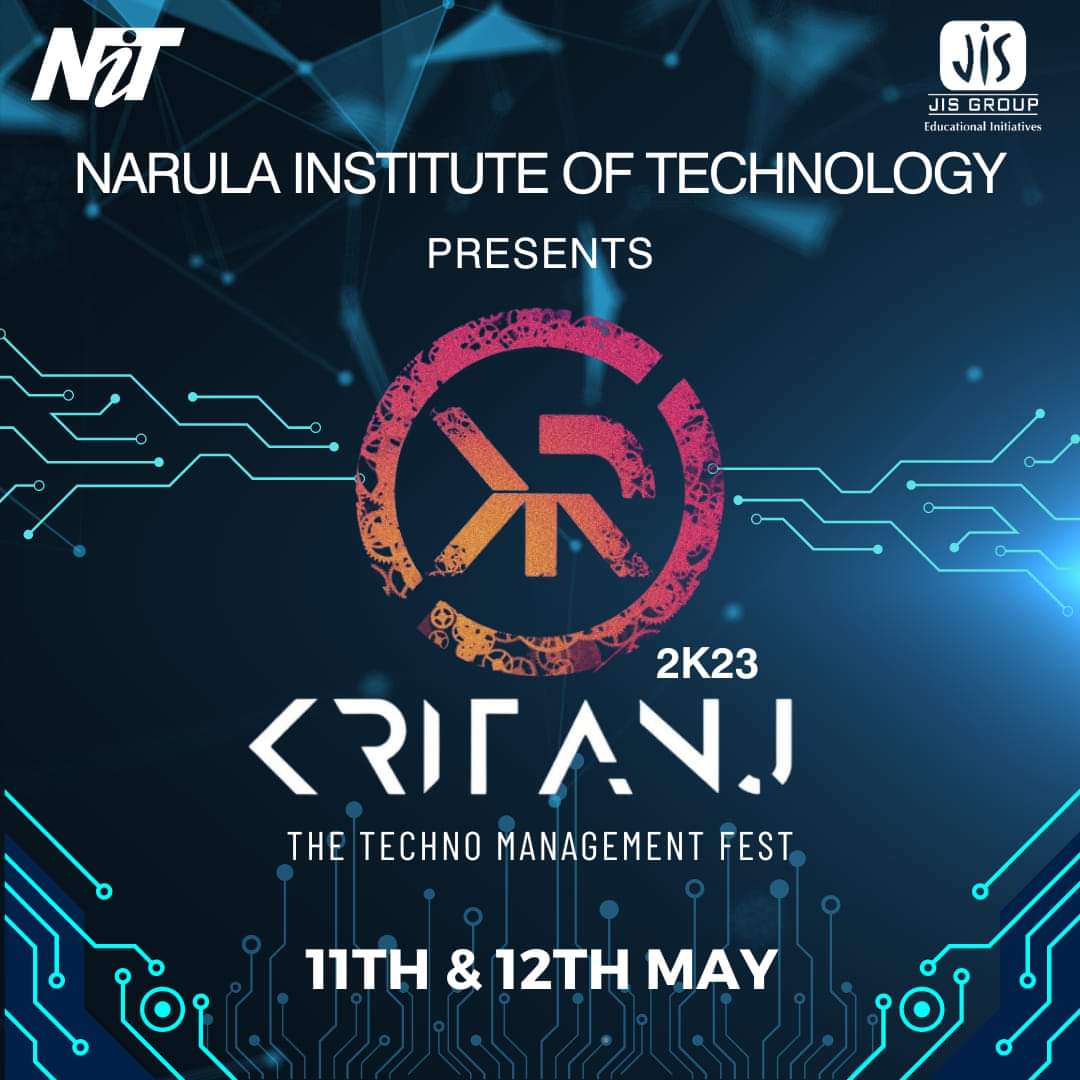 NiT
JIS
JIS GROUP
Educational Initiatives
NARULA INSTITUTE OF TECHNOLOGY
PRESENTS
KR
2K23
KRITANJ
THE TECHNO MANAGEMENT FEST
11TH & 12TH MAY